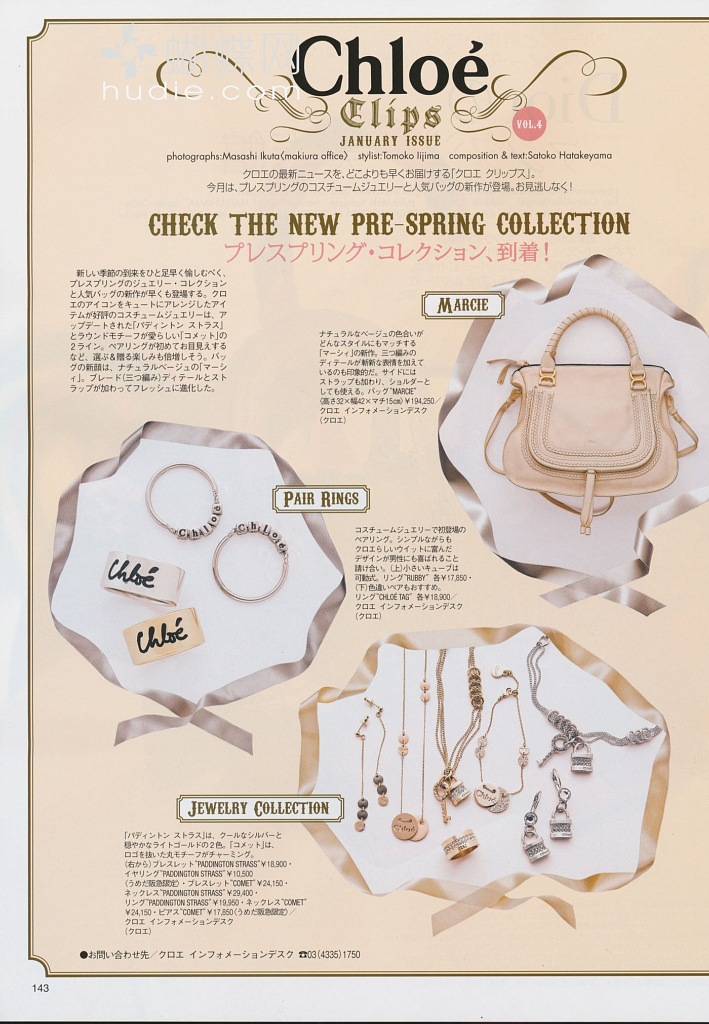 蝴蝶网
hudie.com
Chloé
Clips
JANUARY ISSUE
VOL.4
photographs:Masashi Ikuta〈makiura office〉 stylist:Tomoko Iijima composition & text:Satoko Hatakeyama
クロエの最新ニュースを、どこよりも早くお届けする「クロエ クリップス」。
今月は、プレスプリングのコスチュームジュエリーと人気バッグの新作が登場。お見逃しなく!
CHECK THE NEW PRE-SPRING COLLECTION
プレスプリング・コレクション、到着!
新しい季節の到来をひと足早く愉しむべく、
プレスプリングのジュエリー・コレクション
と人気バッグの新作が早くも登場する。クロ
エのアイコンをキュートにアレンジしたアイ
テムが好評のコスチュームジュエリーは、ア
ップデートされた「パディントン ストラス」
とラウンドモチーフが愛らしい「コメット」の
2ライン。ペアリングが初めてお目見えする
など、選ぶ&贈る楽しみも倍増しそう。バッ
グの新顔は、ナチュラルベージュの「マーシ
ィ」。ブレード(三つ編み)ディテールとスト
ラップが加わってフレッシュに進化した。
MARCIE
ナチュラルなベージュの色合いが
どんなスタイルにもマッチする
「マーシィ」の新作。三つ編みの
ディテールが斬新な表情を加えて
いるのも印象的だ。サイドには
ストラップも加わり、ショルダーと
しても使える。バッグ"MARCIE"
〈高さ32×幅42×マチ15cm〉¥194,250/
クロエ インフォメーションデスク
(クロエ)
PAIR RINGS
Chloé
Chloé
Chloé
Chloé
コスチュームジュエリーで初登場の
ペアリング。シンプルながらも
クロエらしいウイットに富んだ
デザインが男性にも喜ばれること
請け合い。(上)小さいキューブは
可動式。リング"RUBBY" 各¥17,850・
(下)色違いペアもおすすめ。
リング"CHLOÉ TAG" 各¥18,900/
クロエ インフォメーションデスク
(クロエ)
JEWELRY COLLECTION
「パディントン ストラス」は、クールなシルバーと
穏やかなライトゴールドの2色。「コメット」は、
ロゴを抜いた丸モチーフがチャーミング。
(右から)ブレスレット"PADDINGTON STRASS"¥18,900・
イヤリング"PADDINGTON STRASS"¥10,500
〈うめだ阪急限定〉・ブレスレット"COMET"¥24,150・
ネックレス"PADDINGTON STRASS"¥29,400・
リング"PADDINGTON STRASS"¥19,950・ネックレス"COMET"
¥24,150・ピアス"COMET"¥17,850〈うめだ阪急限定〉/
クロエ インフォメーションデスク
(クロエ)
●お問い合わせ先/クロエ インフォメーションデスク ☎03(4335)1750
143